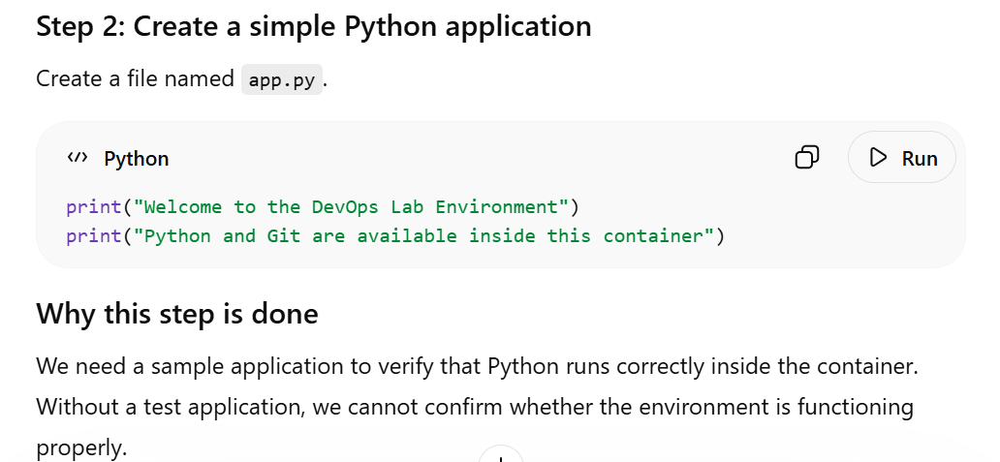 Step 2: Create a simple Python application
Create a file named app.py.
Python
Run
print("Welcome to the DevOps Lab Environment")
print("Python and Git are available inside this container")
Why this step is done
We need a sample application to verify that Python runs correctly inside the container.
Without a test application, we cannot confirm whether the environment is functioning
properly.